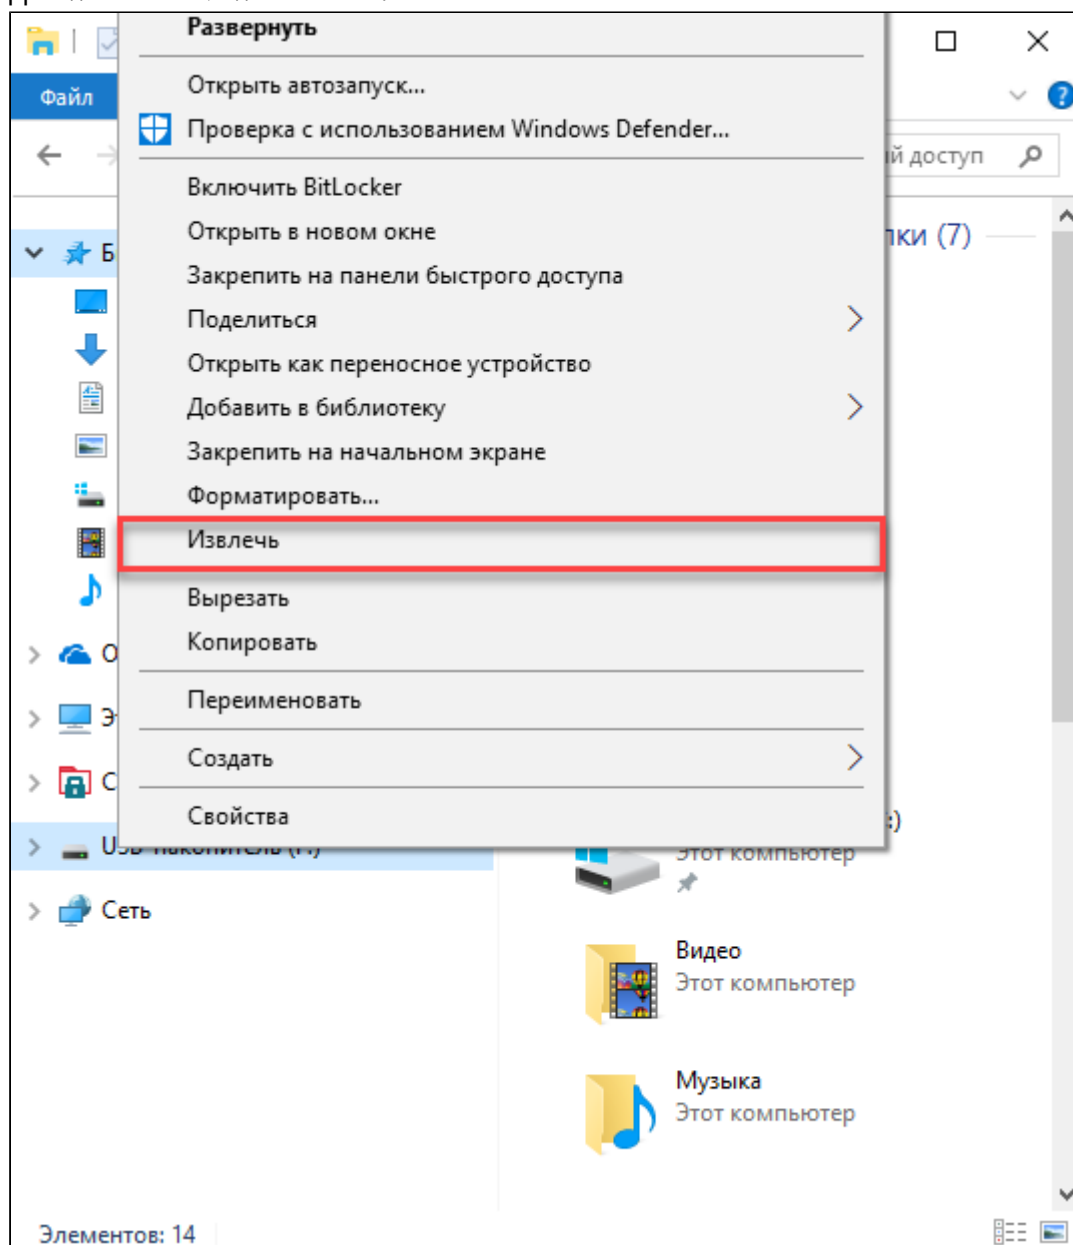 Развернуть
Файл
Открыть автозапуск...
Проверка с использованием Windows Defender...
доступ
Включить BitLocker
Открыть в новом окне
(7)
Закрепить на панели быстрого доступа
Поделиться
Открыть как переносное устройство
Добавить в библиотеку
Закрепить на начальном экране
Форматировать...
Извлечь
Вырезать
Копировать
Переименовать
Создать
Свойства
:)
Этот компьютер
Сеть
Видео
Этот компьютер
Музыка
Этот компьютер
Элементов: 14